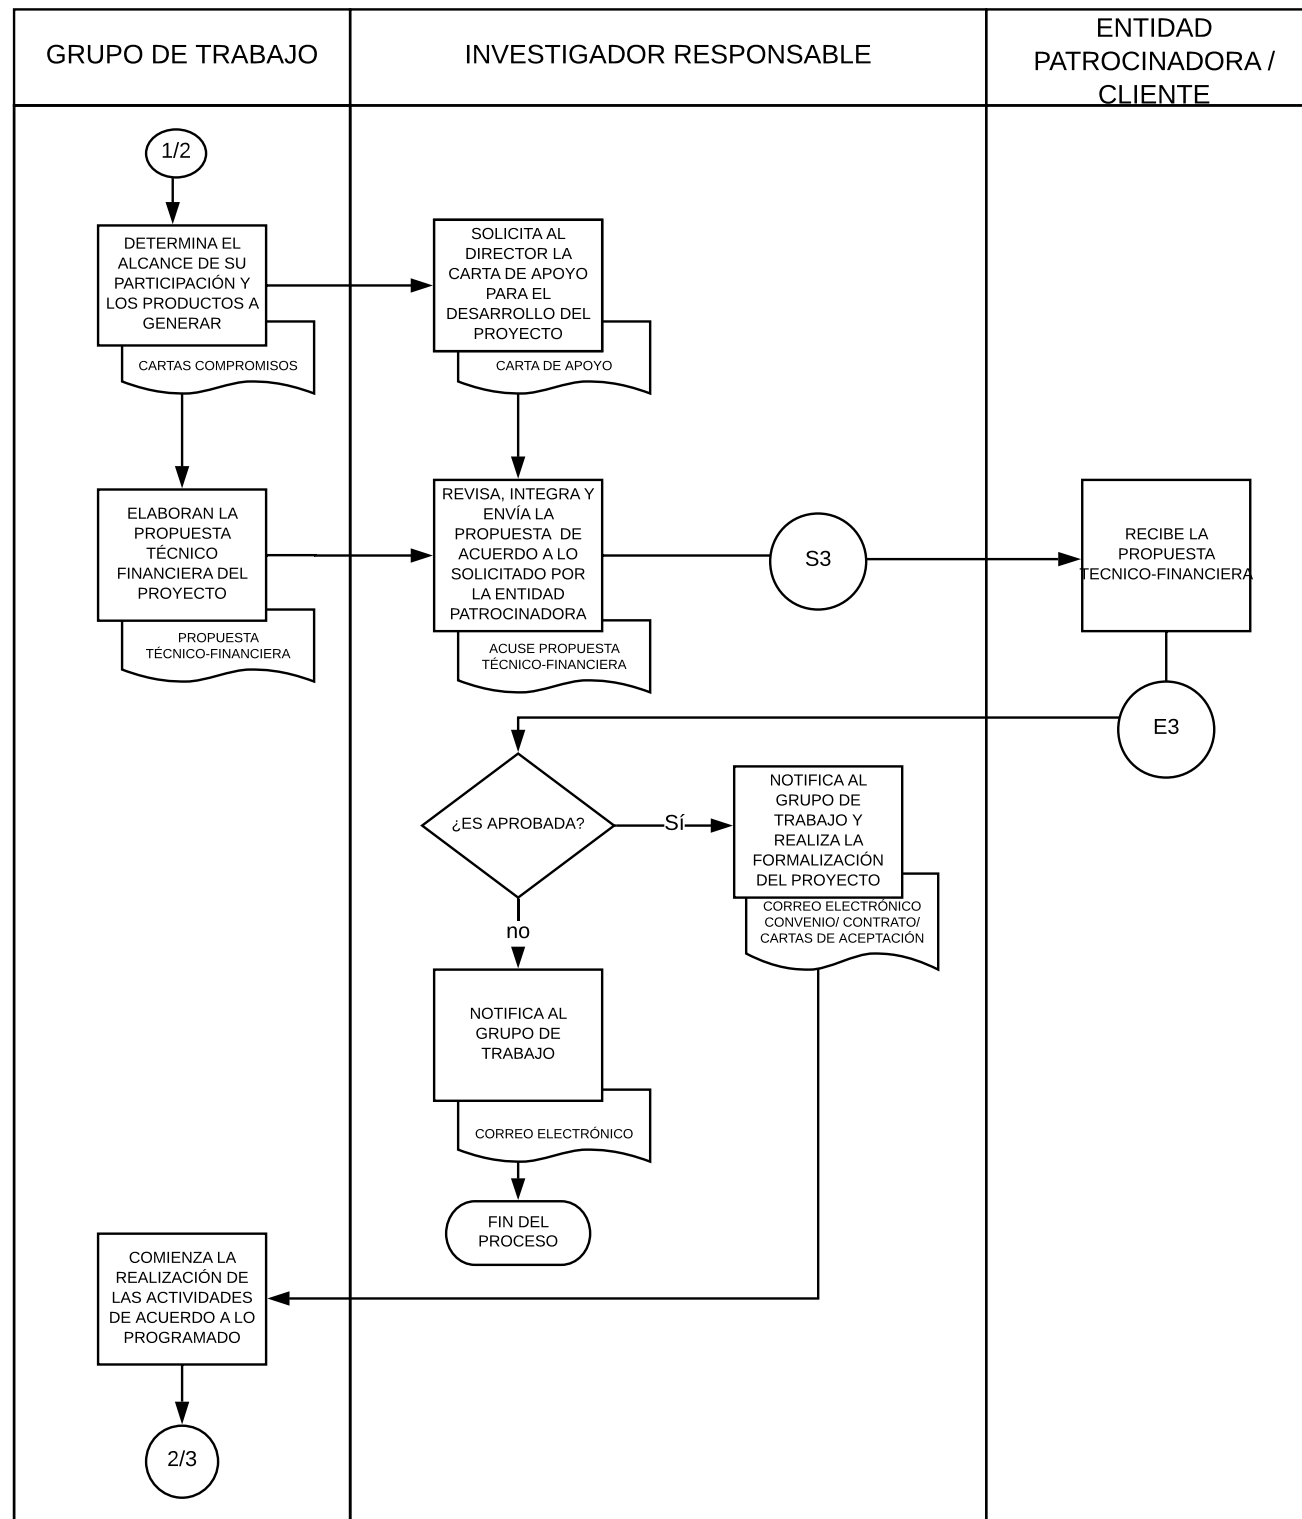 GRUPO DE TRABAJO
INVESTIGADOR RESPONSABLE
ENTIDAD
PATROCINADORA /
CLIENTE
1/2
DETERMINA EL
ALCANCE DE SU
PARTICIPACIÓN Y
LOS PRODUCTOS A
GENERAR
CARTAS COMPROMISOS
SOLICITA AL
DIRECTOR LA
CARTA DE APOYO
PARA EL
DESARROLLO DEL
PROYECTO
CARTA DE APOYO
ELABORAN LA
PROPUESTA
TÉCNICO
FINANCIERA DEL
PROYECTO
PROPUESTA
TÉCNICO-FINANCIERA
REVISA, INTEGRA Y
ENVÍA LA
PROPUESTA DE
ACUERDO A LO
SOLICITADO POR
LA ENTIDAD
PATROCINADORA
ACUSE PROPUESTA
TÉCNICO-FINANCIERA
S3
RECIBE LA
PROPUESTA
TECNICO-FINANCIERA
E3
¿ES APROBADA?
Sí
NOTIFICA AL
GRUPO DE
TRABAJO Y
REALIZA LA
FORMALIZACIÓN
DEL PROYECTO
CORREO ELECTRÓNICO
CONVENIO/ CONTRATO/
CARTAS DE ACEPTACIÓN
no
NOTIFICA AL
GRUPO DE
TRABAJO
CORREO ELECTRÓNICO
FIN DEL
PROCESO
COMIENZA LA
REALIZACIÓN DE
LAS ACTIVIDADES
DE ACUERDO A LO
PROGRAMADO
2/3